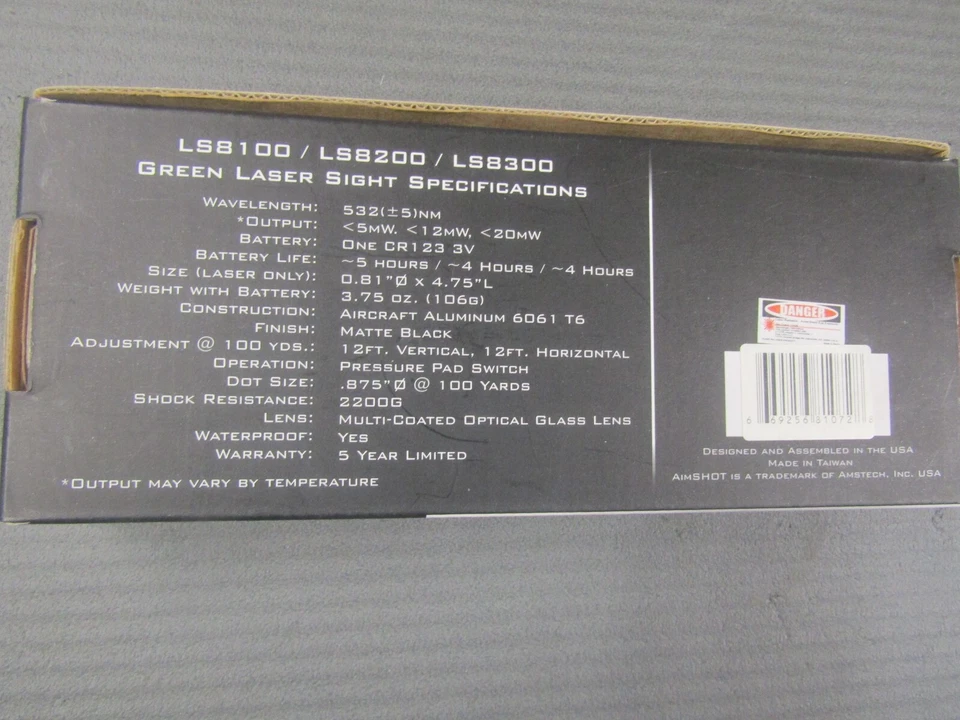 LS8100 / LS8200 / LS8300
GREEN LASER SIGHT SPECIFICATIONS
WAVELENGTH: 532(±5)NM
*OUTPUT: <5MW, <12MW, <20MW
BATTERY: ONE CR123 3V
BATTERY LIFE: ~5 HOURS / ~4 HOURS / ~4 HOURS
SIZE (LASER ONLY): 0.81"Ø X 4.75"L
WEIGHT WITH BATTERY: 3.75 OZ. (106G)
CONSTRUCTION: AIRCRAFT ALUMINUM 6061 T6
FINISH: MATTE BLACK
ADJUSTMENT @ 100 YDS.: 12FT. VERTICAL, 12FT. HORIZONTAL
OPERATION: PRESSURE PAD SWITCH
DOT SIZE: .875"Ø @ 100 YARDS
SHOCK RESISTANCE: 2200G
LENS: MULTI-COATED OPTICAL GLASS LENS
WATERPROOF: YES
WARRANTY: 5 YEAR LIMITED
*OUTPUT MAY VARY BY TEMPERATURE
DANGER
6 69256 81072
DESIGNED AND ASSEMBLED IN THE USA
MADE IN TAIWAN
AIMSHOT IS A TRADEMARK OF AMSTECH, INC. USA